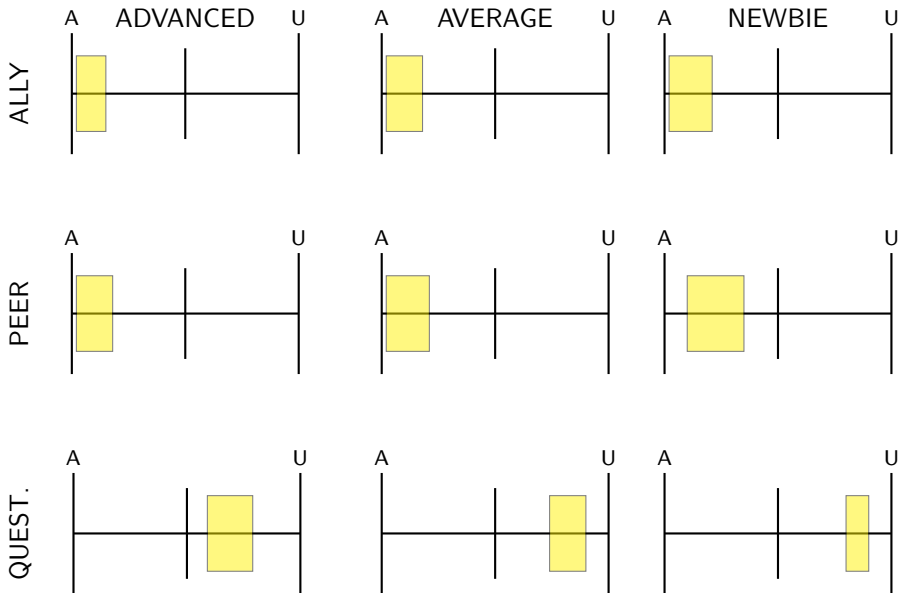 A ADVANCED U A AVERAGE U A NEWBIE U
ALLY
A U A U A U
PEER
A U A U A U
QUEST.